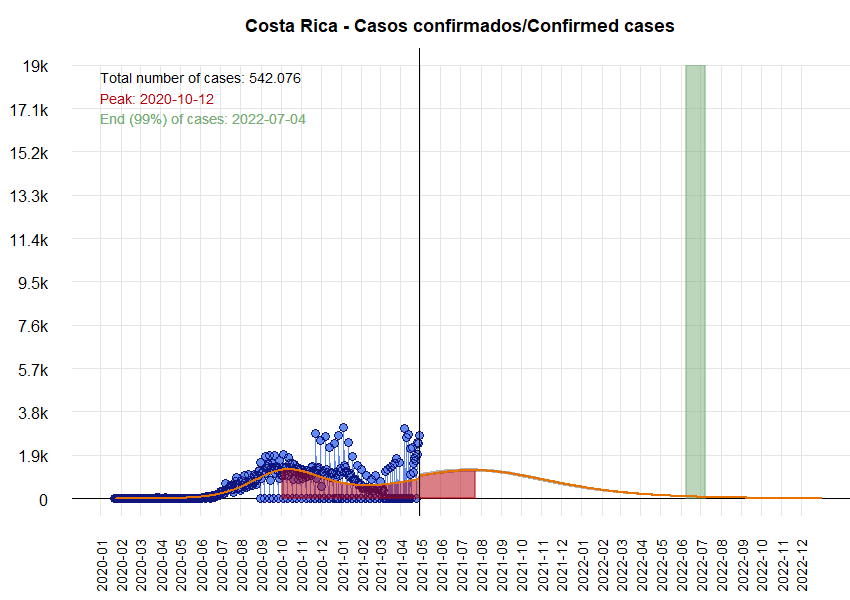 Costa Rica - Casos confirmados/Confirmed cases
19k
17.1k
15.2k
13.3k
11.4k
9.5k
7.6k
5.7k
3.8k
1.9k
0
Total number of cases: 542.076
Peak: 2020-10-12
End (99%) of cases: 2022-07-04
2020-01
2020-02
2020-03
2020-04
2020-05
2020-06
2020-07
2020-08
2020-09
2020-10
2020-11
2020-12
2021-01
2021-02
2021-03
2021-04
2021-05
2021-06
2021-07
2021-08
2021-09
2021-10
2021-11
2021-12
2022-01
2022-02
2022-03
2022-04
2022-05
2022-06
2022-07
2022-08
2022-09
2022-10
2022-11
2022-12